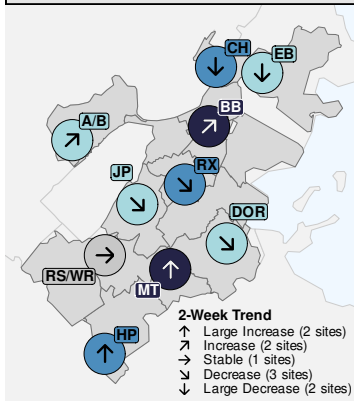 CH
EB
BB
A/B
JP
RX
DOR
RS/WR
MT
HP
2-Week Trend
↑ Large Increase (2 sites)
↗ Increase (2 sites)
→ Stable (1 sites)
↘ Decrease (3 sites)
↓ Large Decrease (2 sites)